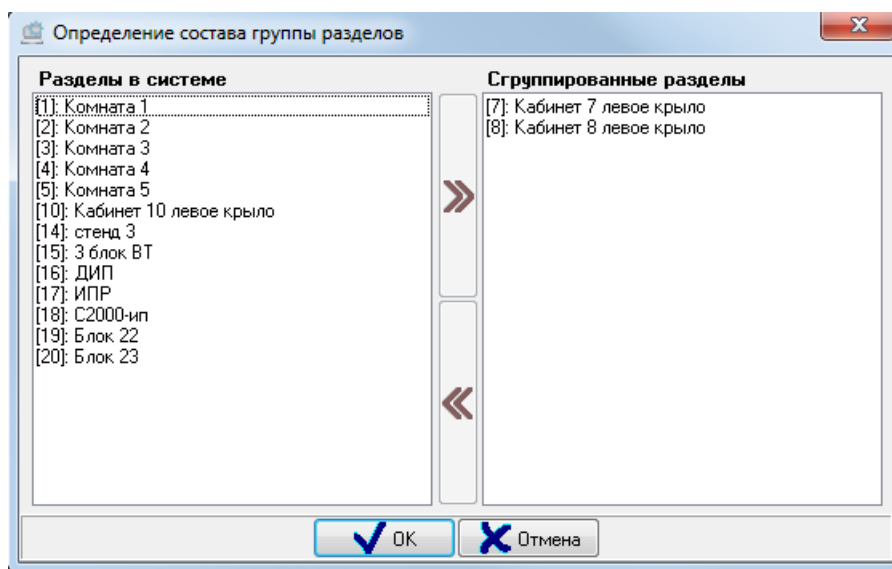 Определение состава группы разделов
Разделы в системе
[1]: Комната 1
[2]: Комната 2
[3]: Комната 3
[4]: Комната 4
[5]: Комната 5
[10]: Кабинет 10 левое крыло
[14]: стенд 3
[15]: 3 блок ВТ
[16]: ДИП
[17]: ИПР
[18]: С2000-ип
[19]: Блок 22
[20]: Блок 23
Сгруппированные разделы
[7]: Кабинет 7 левое крыло
[8]: Кабинет 8 левое крыло
OK
Отмена